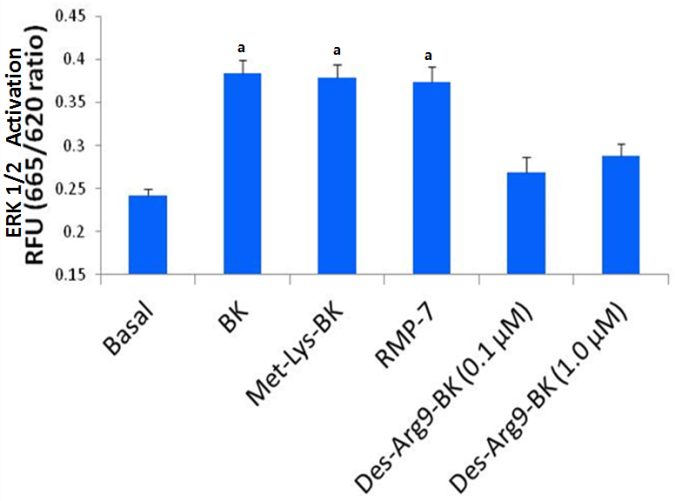 ERK 1/2 Activation
RFU (665/620 ratio)
0.45
0.4
0.35
0.3
0.25
0.2
0.15
a
a
a
Basal
BK
Met-Lys-BK
RMP-7
Des-Arg9-BK (0.1 μM)
Des-Arg9-BK (1.0 μM)